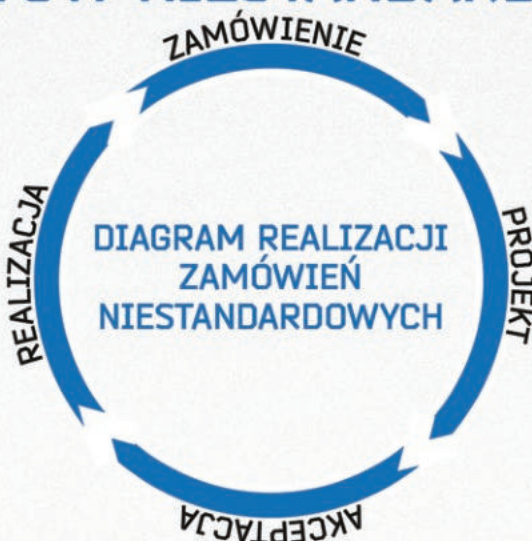 ZAMÓWIENIE
PROJEKT
AKCEPTACJA
REALIZACJA
DIAGRAM REALIZACJI
ZAMÓWIEŃ
NIESTANDARDOWYCH